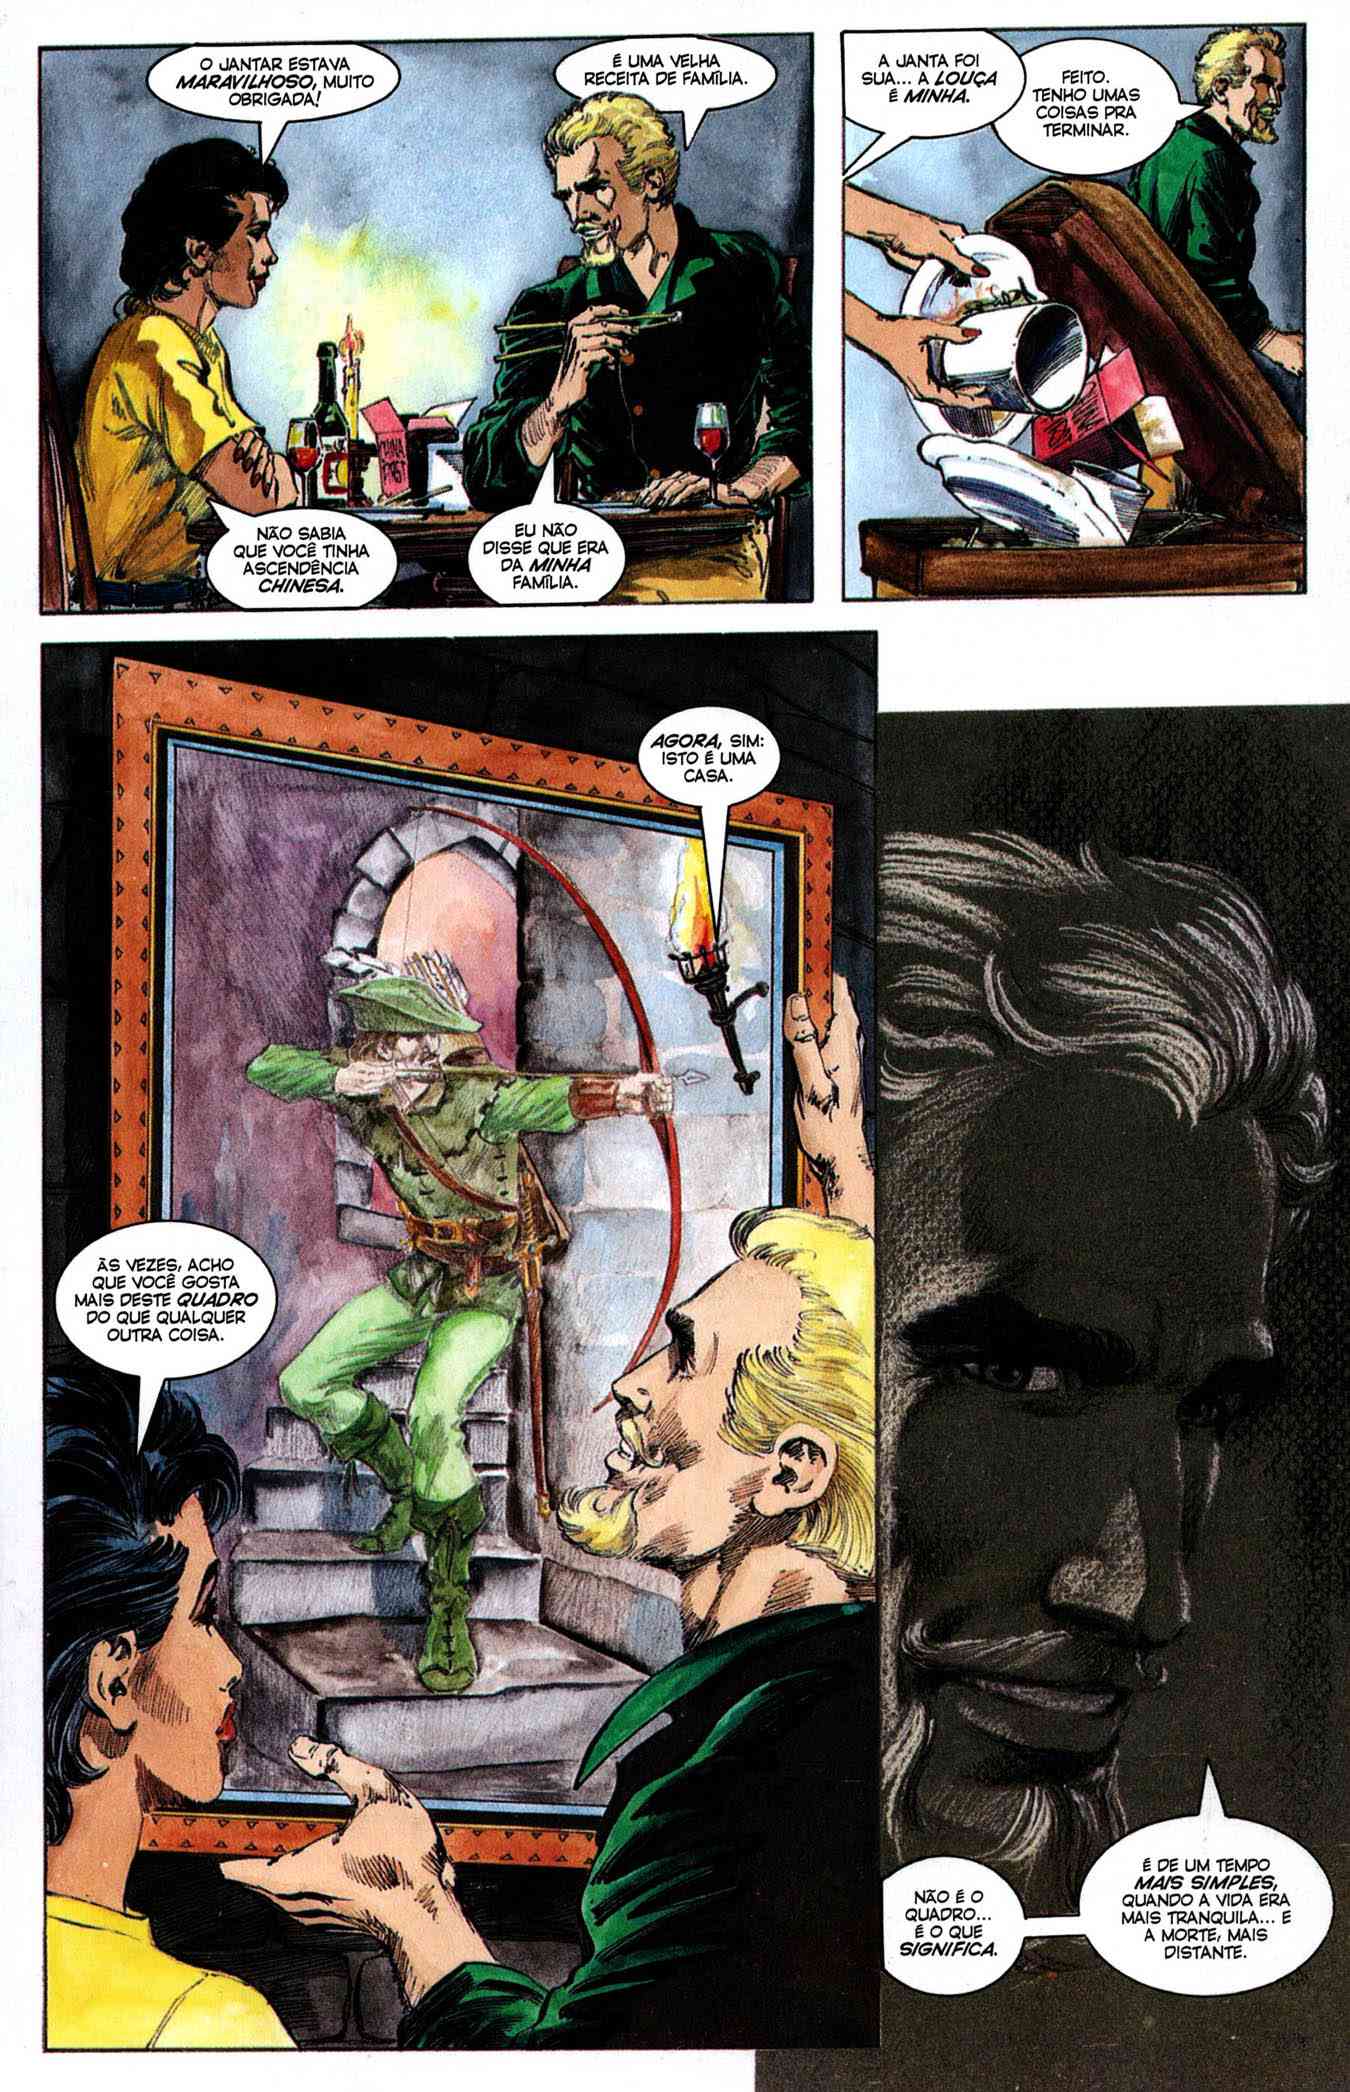 O JANTAR ESTAVA
MARAVILHOSO, MUITO
OBRIGADA!
É UMA VELHA
RECEITA DE FAMÍLIA.
NÃO SABIA
QUE VOCÊ TINHA
ASCENDÊNCIA
CHINESA.
EU NÃO
DISSE QUE ERA
DA MINHA
FAMÍLIA.
A JANTA FOI
SUA... A LOUÇA
É MINHA.
FEITO.
TENHO UMAS
COISAS PRA
TERMINAR.
AGORA, SIM:
ISTO É UMA
CASA.
ÀS VEZES, ACHO
QUE VOCÊ GOSTA
MAIS DESTE QUADRO
DO QUE QUALQUER
OUTRA COISA.
NÃO É O
QUADRO...
É O QUE
SIGNIFICA.
É DE UM TEMPO
MAIS SIMPLES,
QUANDO A VIDA ERA
MAIS TRANQUILA... E
A MORTE, MAIS
DISTANTE.